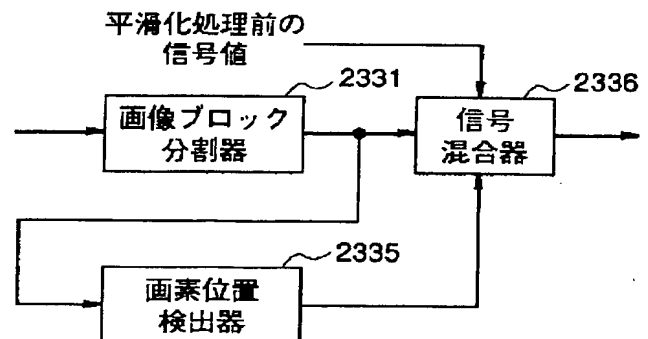 平滑化処理前の
信号値
2331
2336
画像ブロック
分割器
信号
混合器
2335
画素位置
検出器